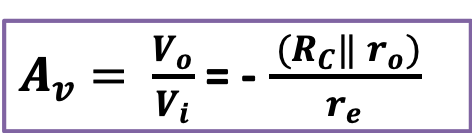 A_v = V_o / V_i = - (R_C || r_o) / r_e